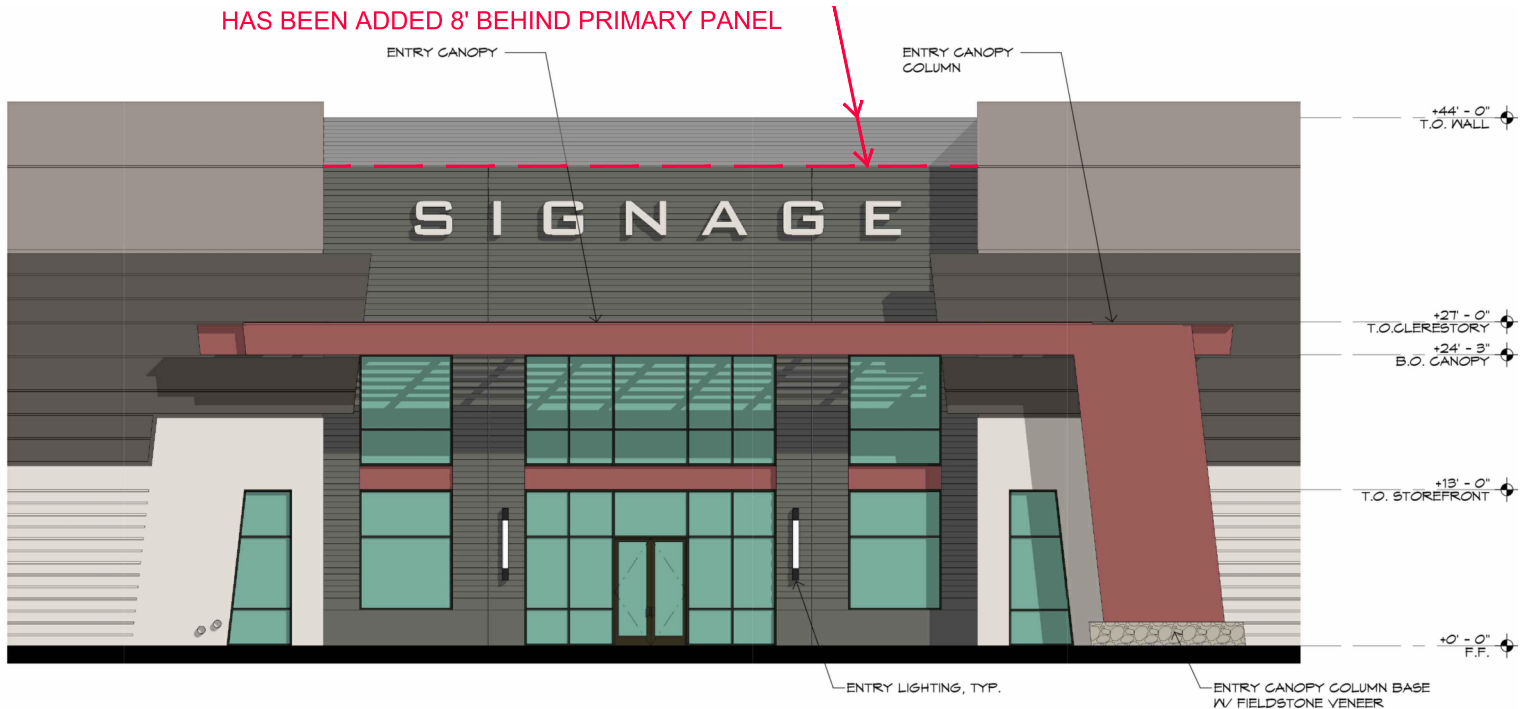 HAS BEEN ADDED 8' BEHIND PRIMARY PANEL
ENTRY CANOPY
ENTRY CANOPY
COLUMN
+44' - 0"
T.O. WALL
SIGNAGE
+27' - 0"
T.O.CLERESTORY
+24' - 3"
B.O. CANOPY
+13' - 0"
T.O. STOREFRONT
+0' - 0"
F.F.
ENTRY LIGHTING, TYP.
ENTRY CANOPY COLUMN BASE
W/ FIELDSTONE VENEER